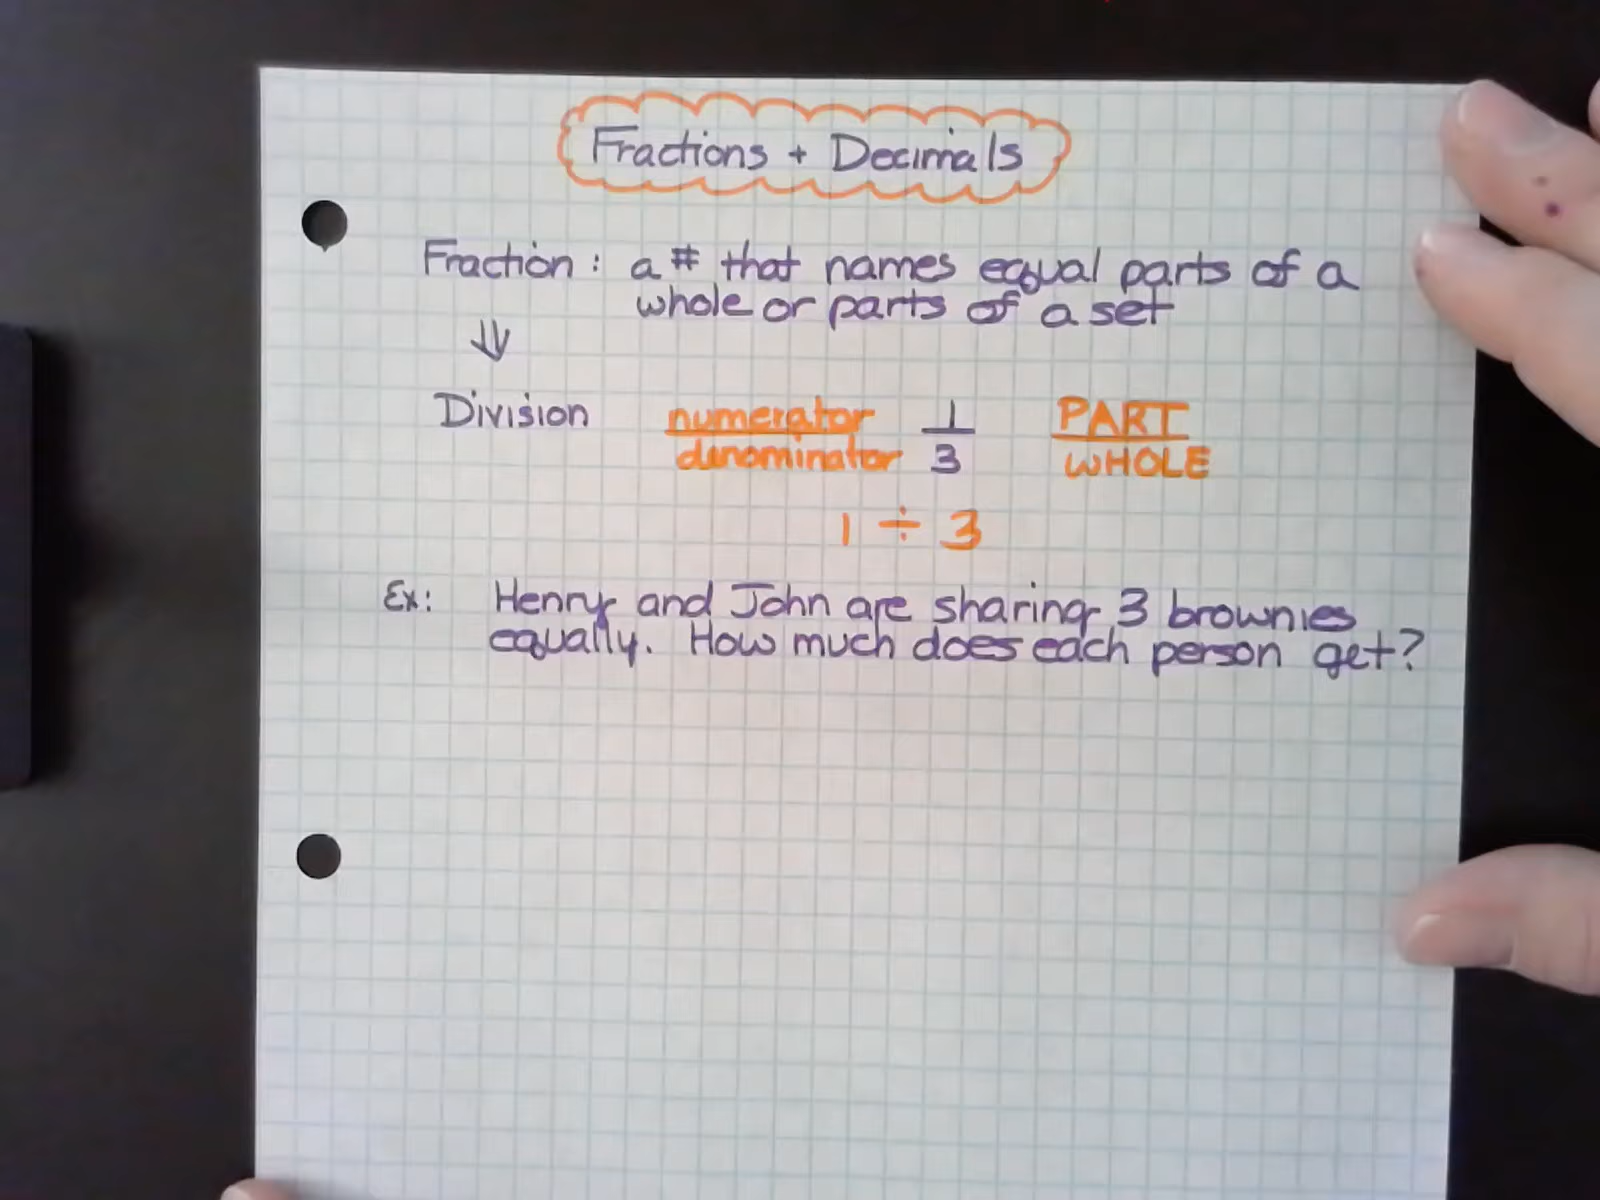 Fractions + Decimals
Fraction: a # that names equal parts of a
whole or parts of a set
Division numerator 1 PART
denominator 3 WHOLE
1 ÷ 3
Ex: Henry and John are sharing 3 brownies
equally. How much does each person get?